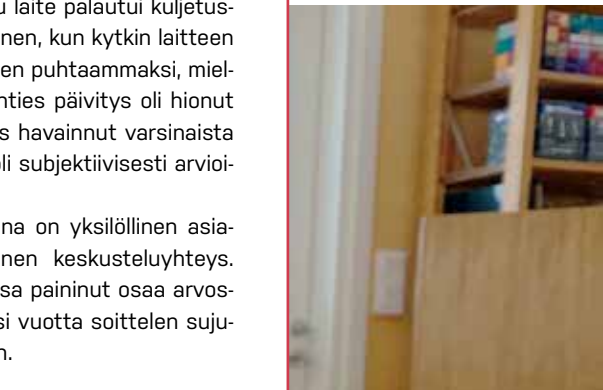 laite palautui kuljetus-
nen, kun kytkin laitteen
en puhtaammaksi, miel-
nties päivitys oli hionut
s havainnut varsinaista
li subjektiivisesti arvioi-
na on yksilöllinen asia-
nen keskusteluyhteys.
sa paininut osaa arvos-
si vuotta soittelen suju-
n.